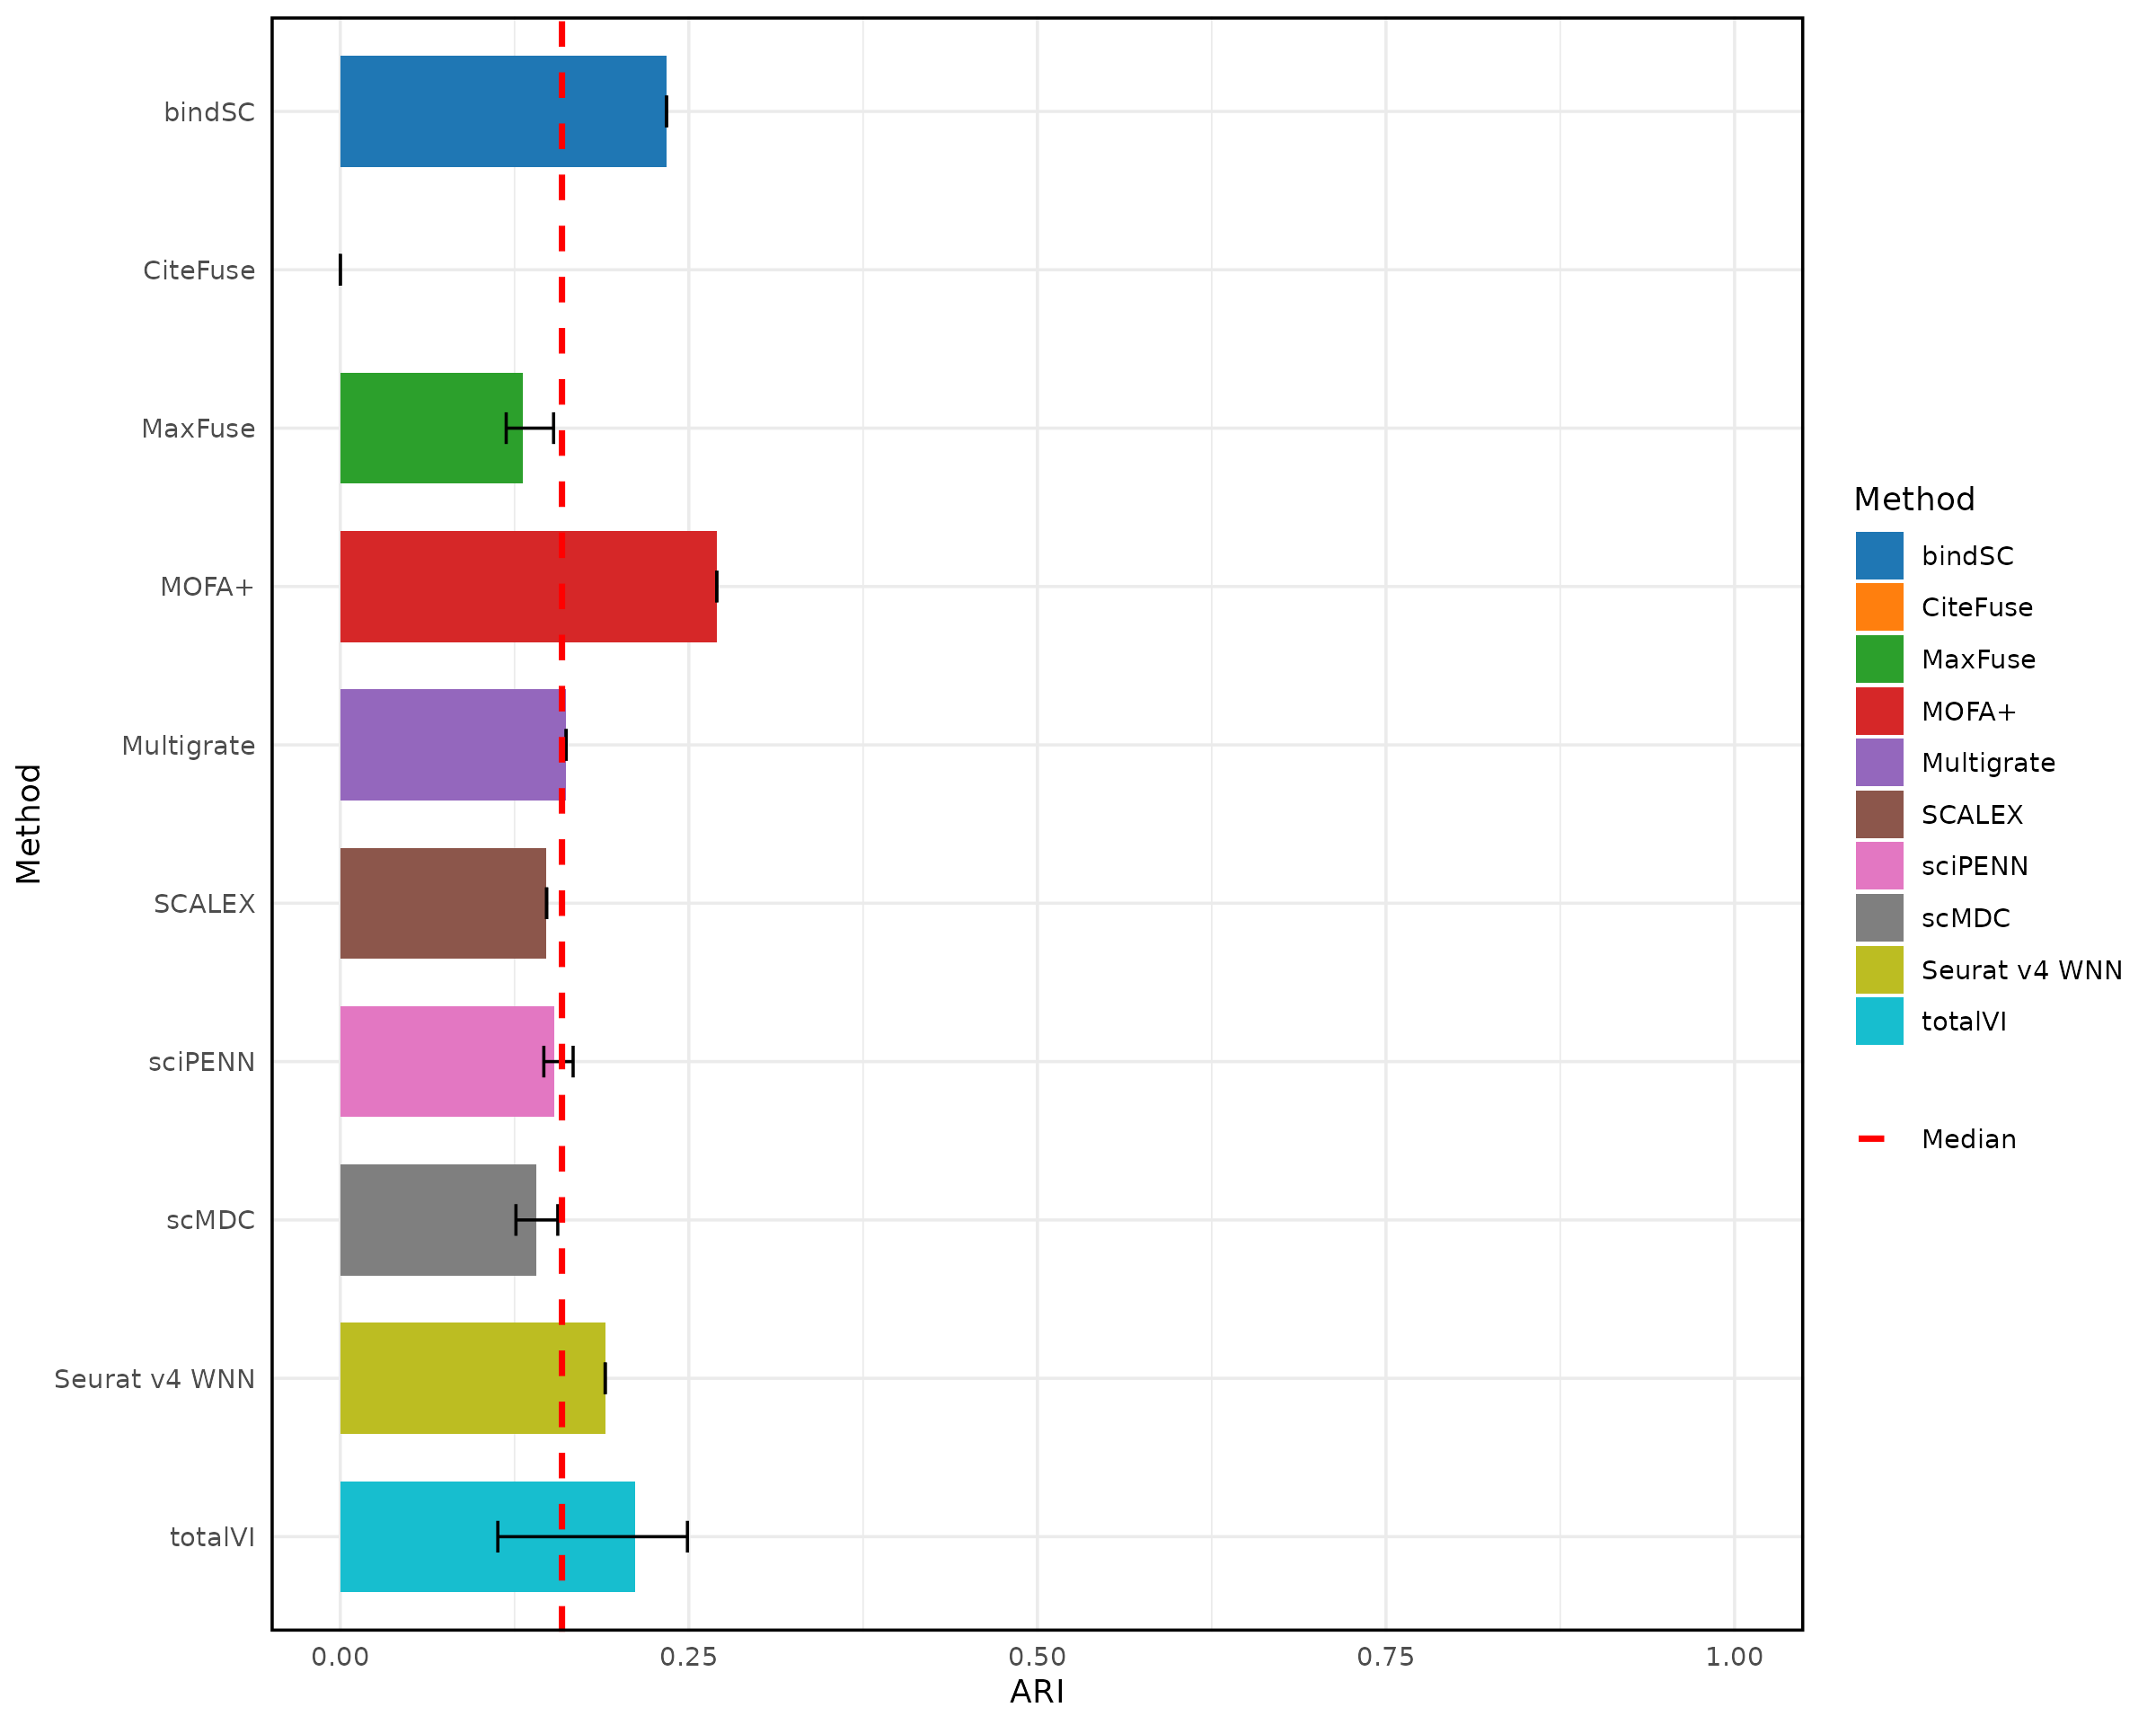 Method
bindSC
CiteFuse
MaxFuse
MOFA+
Multigrate
SCALEX
sciPENN
scMDC
Seurat v4 WNN
totalVI
0.00
0.25
0.50
0.75
1.00
ARI
Method
bindSC
CiteFuse
MaxFuse
MOFA+
Multigrate
SCALEX
sciPENN
scMDC
Seurat v4 WNN
totalVI
Median